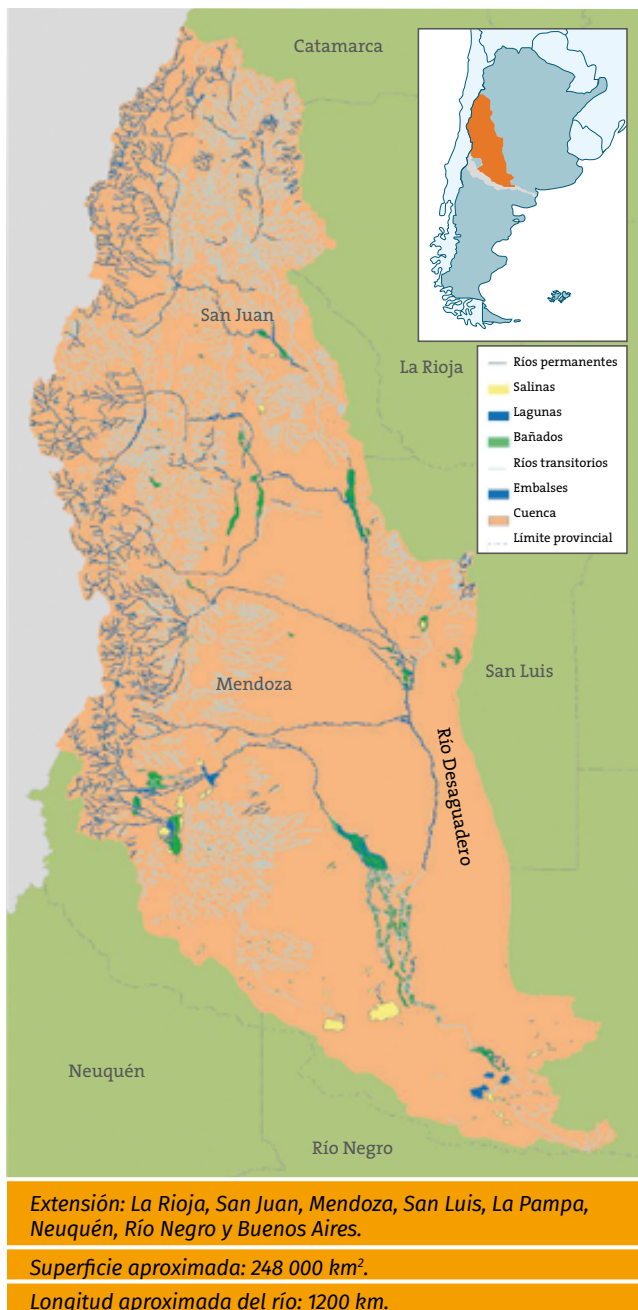 Catamarca
San Juan
La Rioja
Ríos permanentes
Salinas
Lagunas
Bañados
Ríos transitorios
Embalses
Cuenca
Límite provincial
San Luis
Mendoza
Río Desaguadero
Neuquén
Río Negro
Extensión: La Rioja, San Juan, Mendoza, San Luis, La Pampa,
Neuquén, Río Negro y Buenos Aires.
Superficie aproximada: 248 000 km².
Longitud aproximada del río: 1200 km.